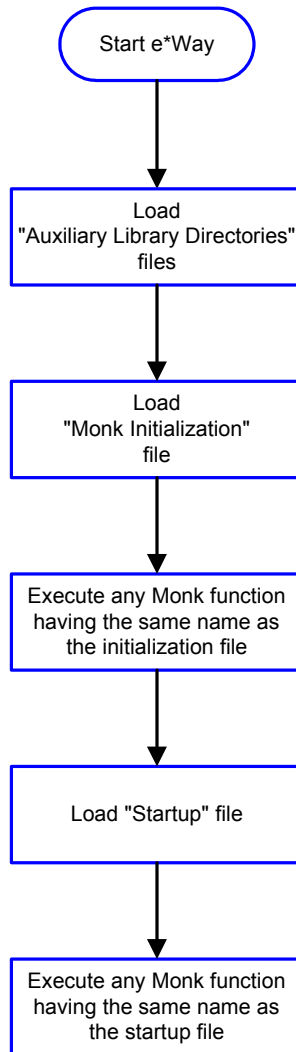 Start e*Way
Load
"Auxiliary Library Directories"
files
Load
"Monk Initialization"
file
Execute any Monk function
having the same name as
the initialization file
Load "Startup" file
Execute any Monk function
having the same name as
the startup file